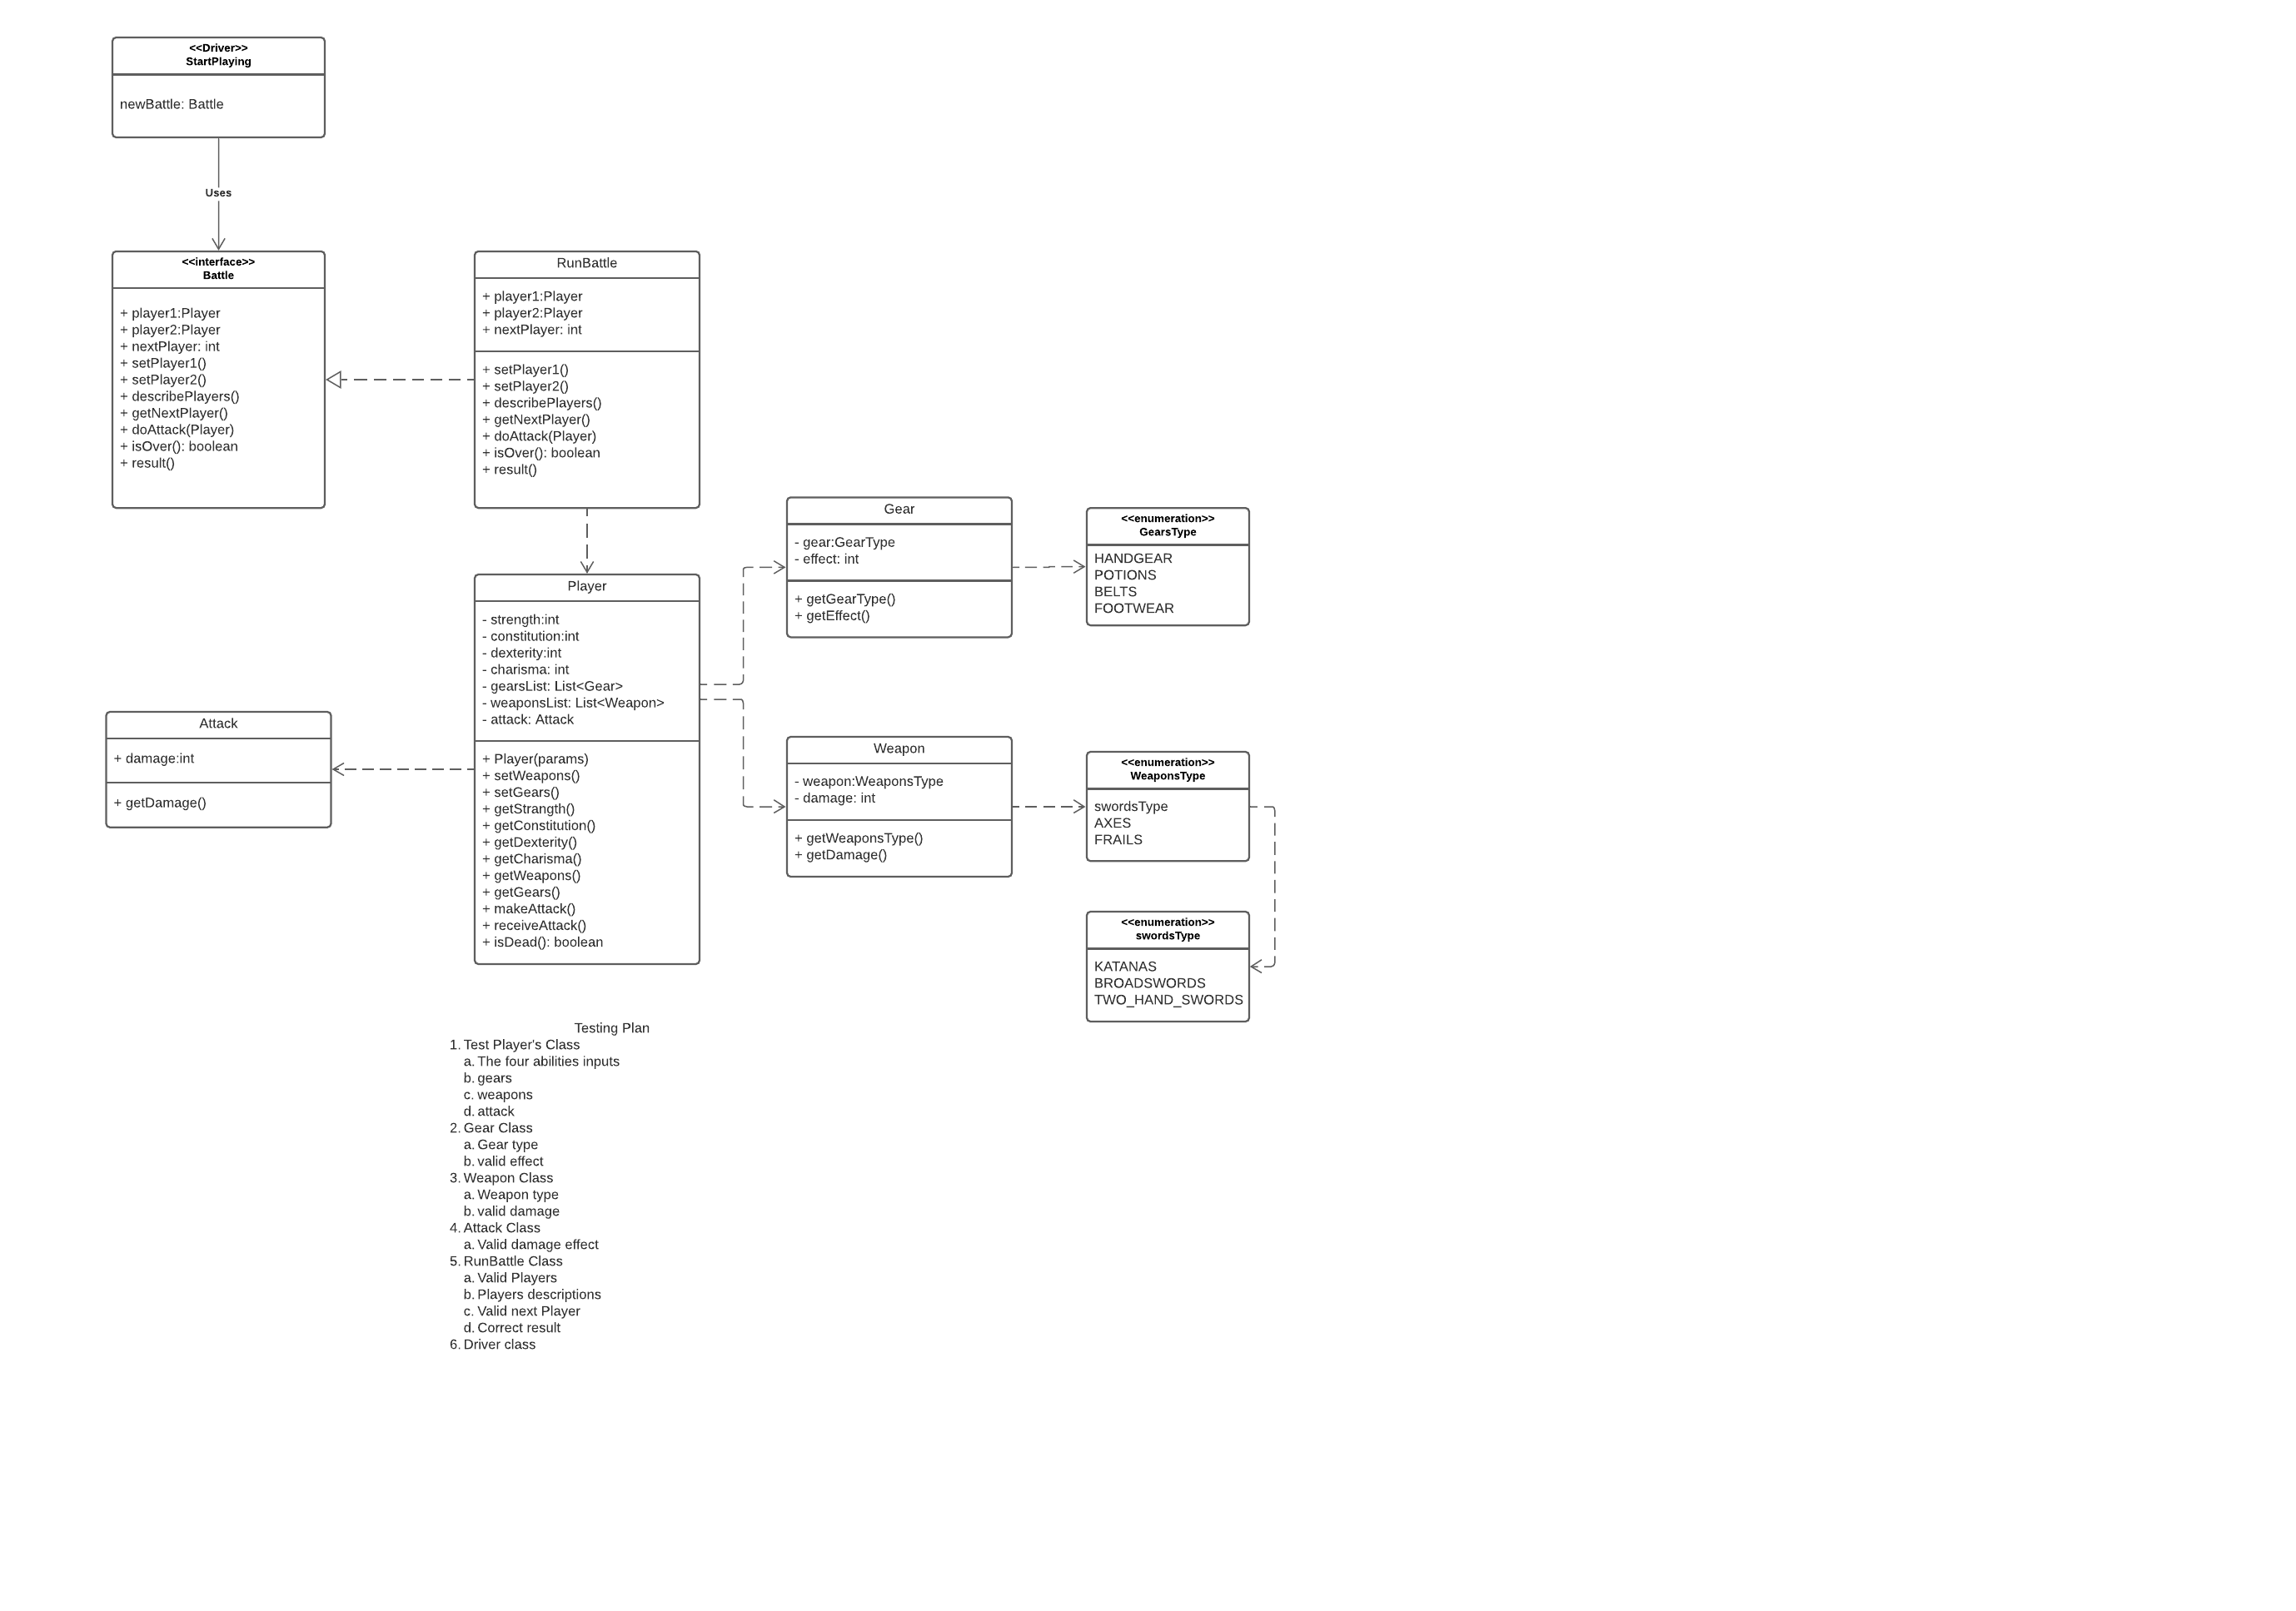 <<Driver>>
StartPlaying
newBattle: Battle
Uses
<<interface>>
Battle
+ player1:Player
+ player2:Player
+ nextPlayer: int
+ setPlayer1()
+ setPlayer2()
+ describePlayers()
+ getNextPlayer()
+ doAttack(Player)
+ isOver(): boolean
+ result()
RunBattle
+ player1:Player
+ player2:Player
+ nextPlayer: int
+ setPlayer1()
+ setPlayer2()
+ describePlayers()
+ getNextPlayer()
+ doAttack(Player)
+ isOver(): boolean
+ result()
Gear
- gear:GearType
- effect: int
+ getGearType()
+ getEffect()
<<enumeration>>
GearsType
HANDGEAR
POTIONS
BELTS
FOOTWEAR
Player
- strength:int
- constitution:int
- dexterity:int
- charisma: int
- gearsList: List<Gear>
- weaponsList: List<Weapon>
- attack: Attack
+ Player(params)
+ setWeapons()
+ setGears()
+ getStrangth()
+ getConstitution()
+ getDexterity()
+ getCharisma()
+ getWeapons()
+ getGears()
+ makeAttack()
+ receiveAttack()
+ isDead(): boolean
Attack
+ damage:int
+ getDamage()
Weapon
- weapon:WeaponsType
- damage: int
+ getWeaponsType()
+ getDamage()
<<enumeration>>
WeaponsType
swordsType
AXES
FRAILS
<<enumeration>>
swordsType
KATANAS
BROADSWORDS
TWO_HAND_SWORDS
Testing Plan
1. Test Player's Class
a. The four abilities inputs
b. gears
c. weapons
d. attack
2. Gear Class
a. Gear type
b. valid effect
3. Weapon Class
a. Weapon type
b. valid damage
4. Attack Class
a. Valid damage effect
5. RunBattle Class
a. Valid Players
b. Players descriptions
c. Valid next Player
d. Correct result
6. Driver class